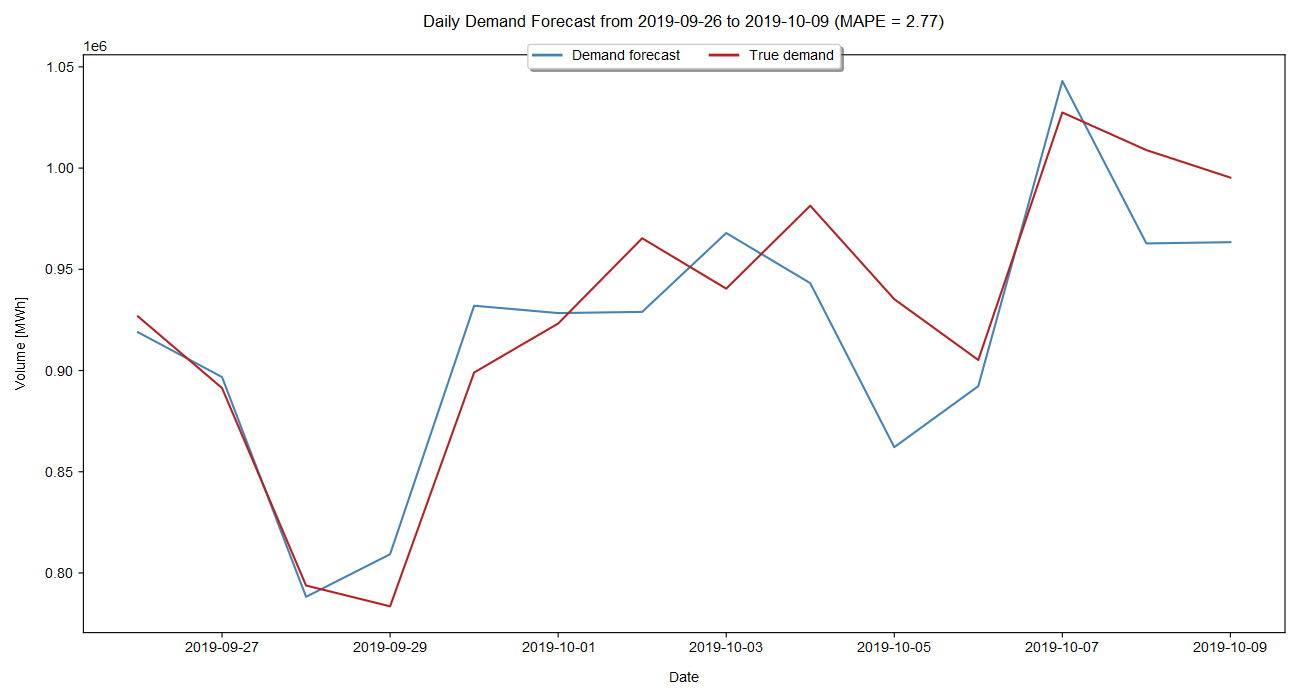 Daily Demand Forecast from 2019-09-26 to 2019-10-09 (MAPE = 2.77)
1e6
Demand forecast True demand
1.05
1.00
0.95
0.90
0.85
0.80
Volume [MWh]
2019-09-27 2019-09-29 2019-10-01 2019-10-03 2019-10-05 2019-10-07 2019-10-09
Date